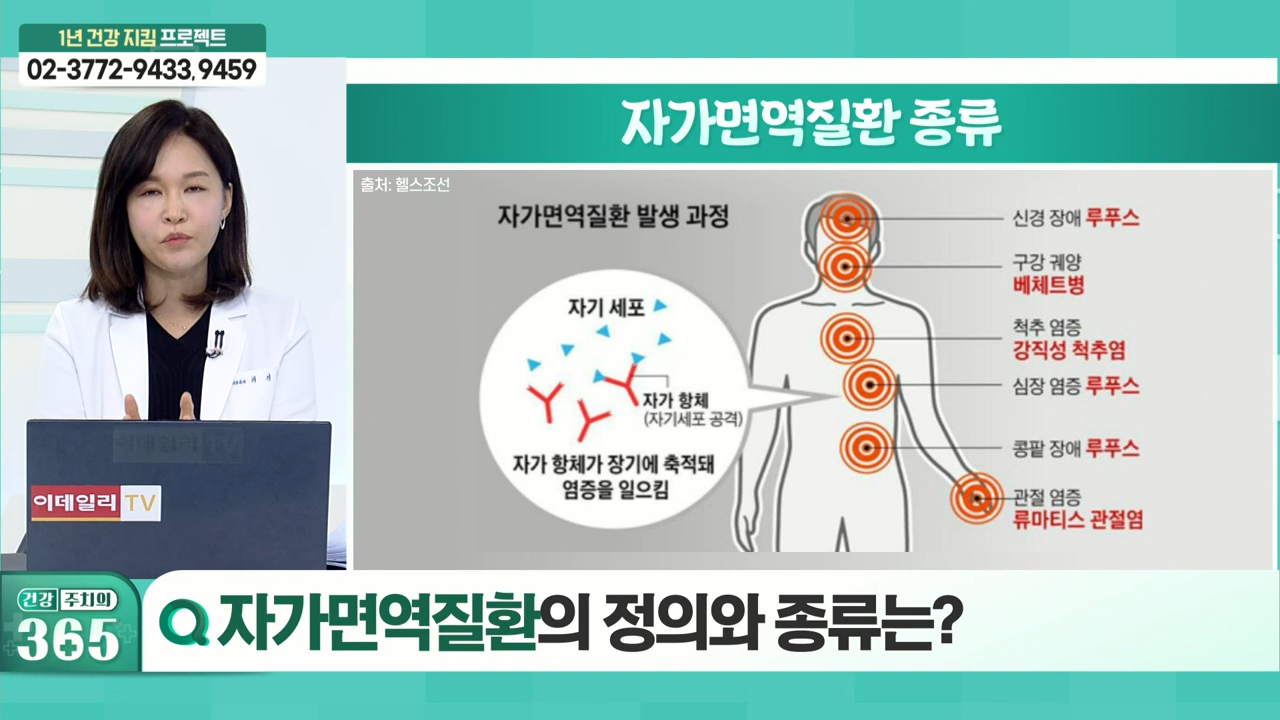 1년 건강 지킴 프로젝트
02-3772-9433, 9459
자가면역질환 종류
출처: 헬스조선
자가면역질환 발생 과정
자기 세포
자가 항체
(자기세포 공격)
자가 항체가 장기에 축적돼
염증을 일으킴
신경 장애 루푸스
구강 궤양
베체트병
척추 염증
강직성 척추염
심장 염증 루푸스
콩팥 장애 루푸스
관절 염증
류마티스 관절염
이데일리 TV
이데일리 TV
건강 주치의
365
Q 자가면역질환의 정의와 종류는?